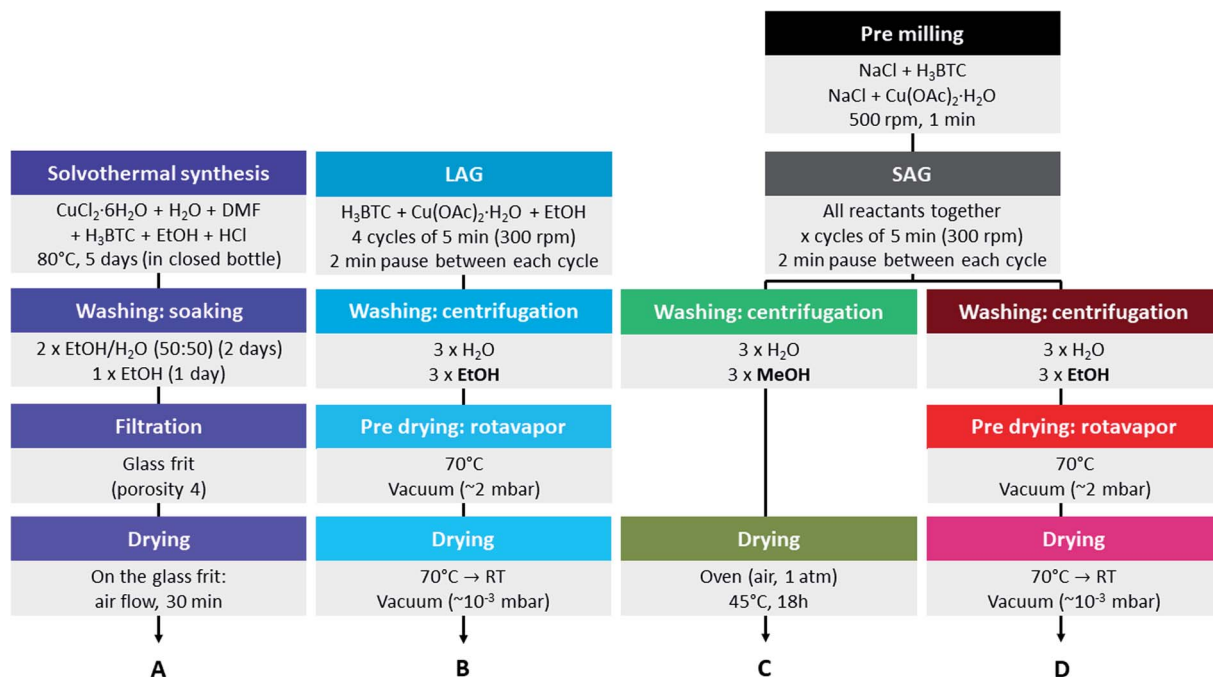 Pre milling
NaCl + H₃BTC
NaCl + Cu(OAc)₂·H₂O
500 rpm, 1 min
Solvothermal synthesis
CuCl₂·6H₂O + H₂O + DMF
+ H₃BTC + EtOH + HCl
80°C, 5 days (in closed bottle)
Washing: soaking
2 x EtOH/H₂O (50:50) (2 days)
1 x EtOH (1 day)
Filtration
Glass frit
(porosity 4)
Drying
On the glass frit:
air flow, 30 min
A
LAG
H₃BTC + Cu(OAc)₂·H₂O + EtOH
4 cycles of 5 min (300 rpm)
2 min pause between each cycle
Washing: centrifugation
3 x H₂O
3 x EtOH
Pre drying: rotavapor
70°C
Vacuum (~2 mbar)
Drying
70°C → RT
Vacuum (~10⁻³ mbar)
B
SAG
All reactants together
x cycles of 5 min (300 rpm)
2 min pause between each cycle
Washing: centrifugation
3 x H₂O
3 x MeOH
Drying
Oven (air, 1 atm)
45°C, 18h
C
Washing: centrifugation
3 x H₂O
3 x EtOH
Pre drying: rotavapor
70°C
Vacuum (~2 mbar)
Drying
70°C → RT
Vacuum (~10⁻³ mbar)
D